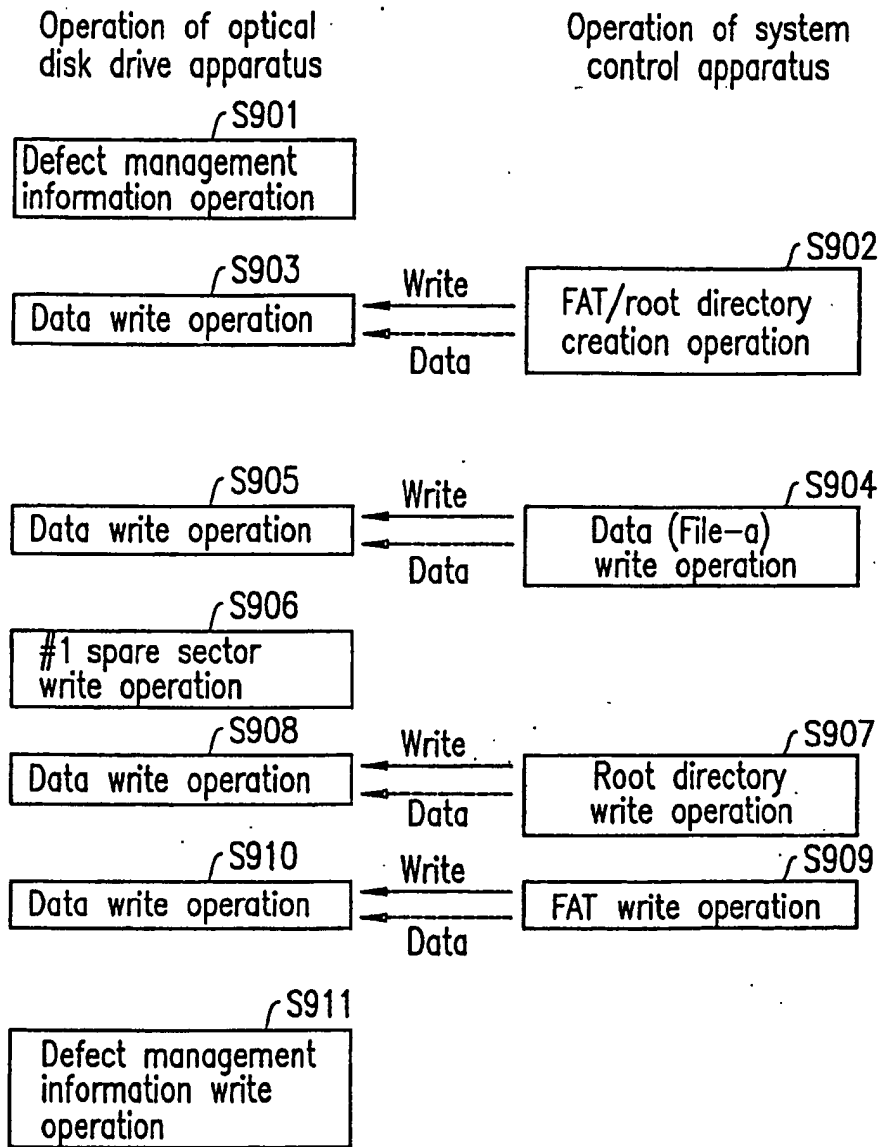 Operation of optical
disk drive apparatus
Operation of system
control apparatus
S901
Defect management
information operation
S902
FAT/root directory
creation operation
S903
Data write operation
Write
Data
S904
Data (File-a)
write operation
S905
Data write operation
Write
Data
S906
#1 spare sector
write operation
S907
Root directory
write operation
S908
Data write operation
Write
Data
S909
FAT write operation
S910
Data write operation
Write
Data
S911
Defect management
information write
operation